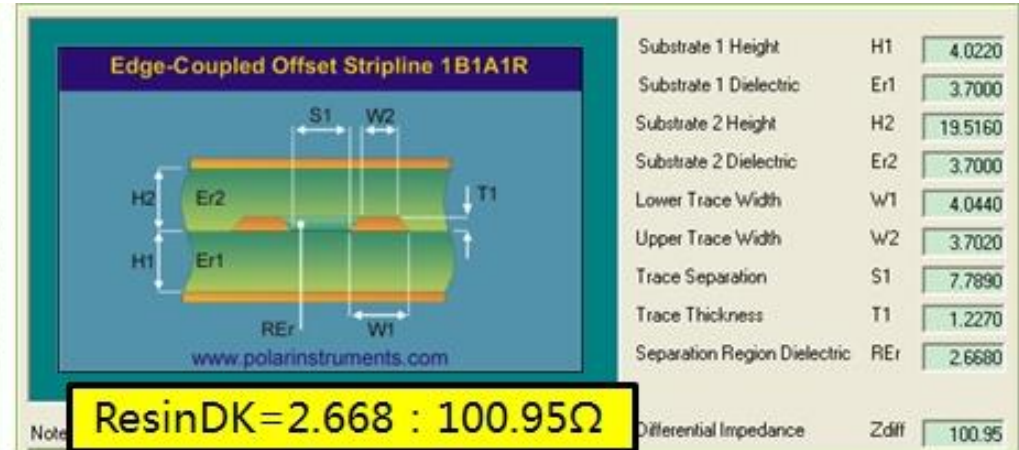 Edge-Coupled Offset Stripline 1B1A1R
S1 W2
H2 Er2 T1
H1 Er1
REr W1
www.polarinstruments.com
Substrate 1 Height H1 4.0220
Substrate 1 Dielectric Er1 3.7000
Substrate 2 Height H2 19.5160
Substrate 2 Dielectric Er2 3.7000
Lower Trace Width W1 4.0440
Upper Trace Width W2 3.7020
Trace Separation S1 7.7890
Trace Thickness T1 1.2270
Separation Region Dielectric REr 2.6680
Note
ResinDK=2.668 : 100.95Ω
Differential Impedance Zdiff 100.95